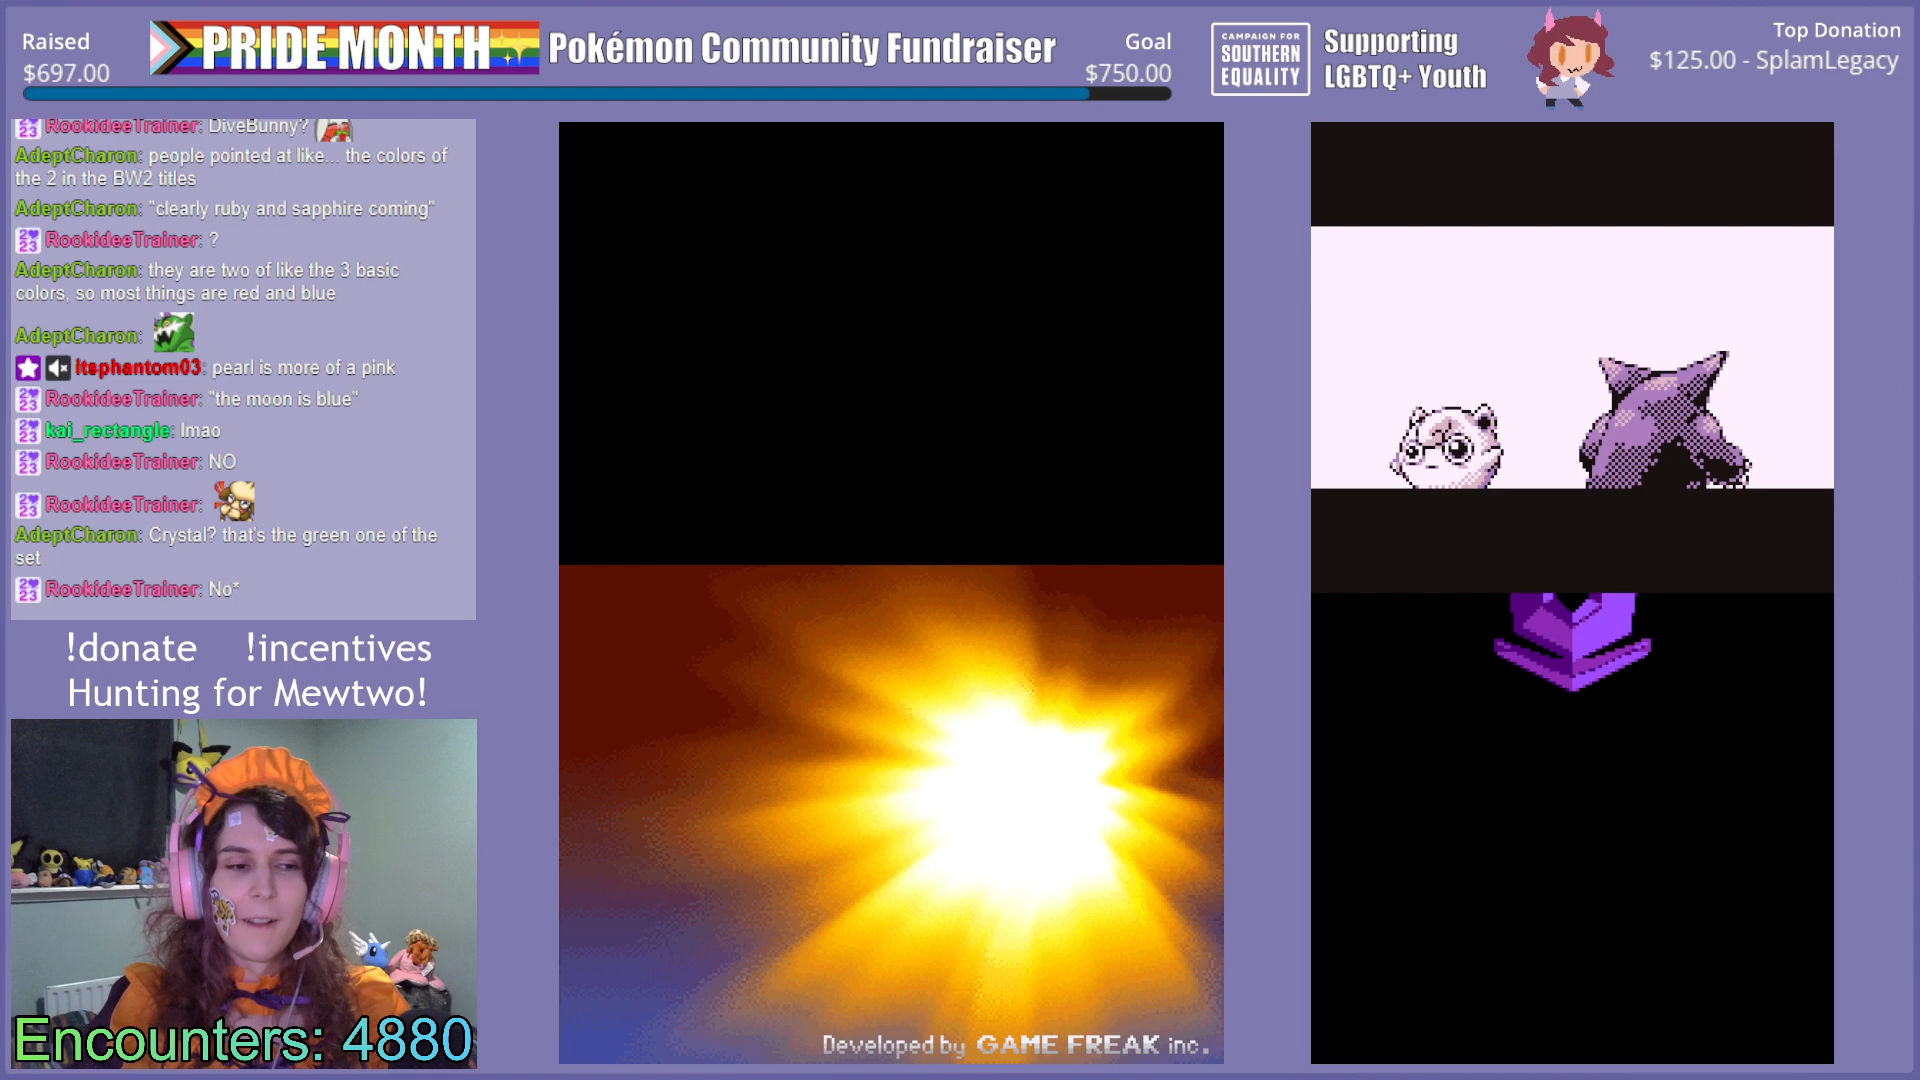 Raised
$697.00
PRIDE MONTH
Pokémon Community Fundraiser
Goal
$750.00
CAMPAIGN FOR
SOUTHERN
EQUALITY
Supporting
LGBTQ+ Youth
Top Donation
$125.00 - SplamLegacy
RookideeTrainer: DiveBunny?
AdeptCharon: people pointed at like... the colors of
the 2 in the BW2 titles
AdeptCharon: "clearly ruby and sapphire coming"
RookideeTrainer: ?
AdeptCharon: they are two of like the 3 basic
colors, so most things are red and blue
AdeptCharon:
itsphantom03: pearl is more of a pink
RookideeTrainer: "the moon is blue"
kai_rectangle: lmao
RookideeTrainer: NO
RookideeTrainer:
AdeptCharon: Crystal? that's the green one of the
set
RookideeTrainer: No*
!donate !incentives
Hunting for Mewtwo!
Encounters: 4880
Developed by GAME FREAK inc.